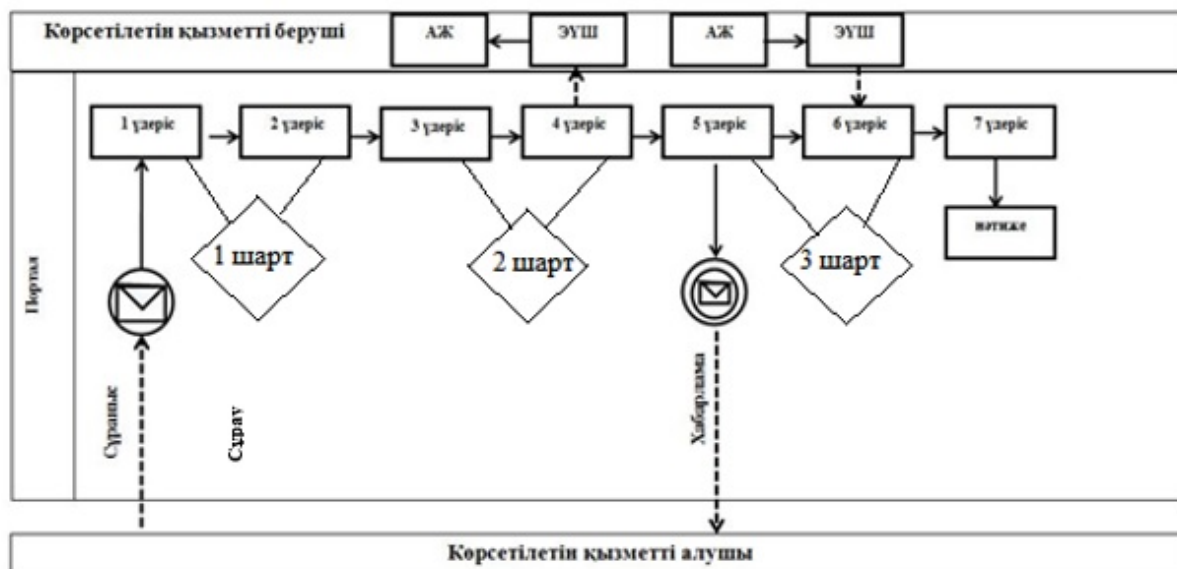 Көрсетілетін қызметті беруші
АЖ
ЭҮШ
АЖ
ЭҮШ
Портал
1 үдеріс
2 үдеріс
3 үдеріс
4 үдеріс
5 үдеріс
6 үдеріс
7 үдеріс
нәтиже
1 шарт
2 шарт
3 шарт
Сұраныс
Сұрау
Хабарлама
Көрсетілетін қызметті алушы